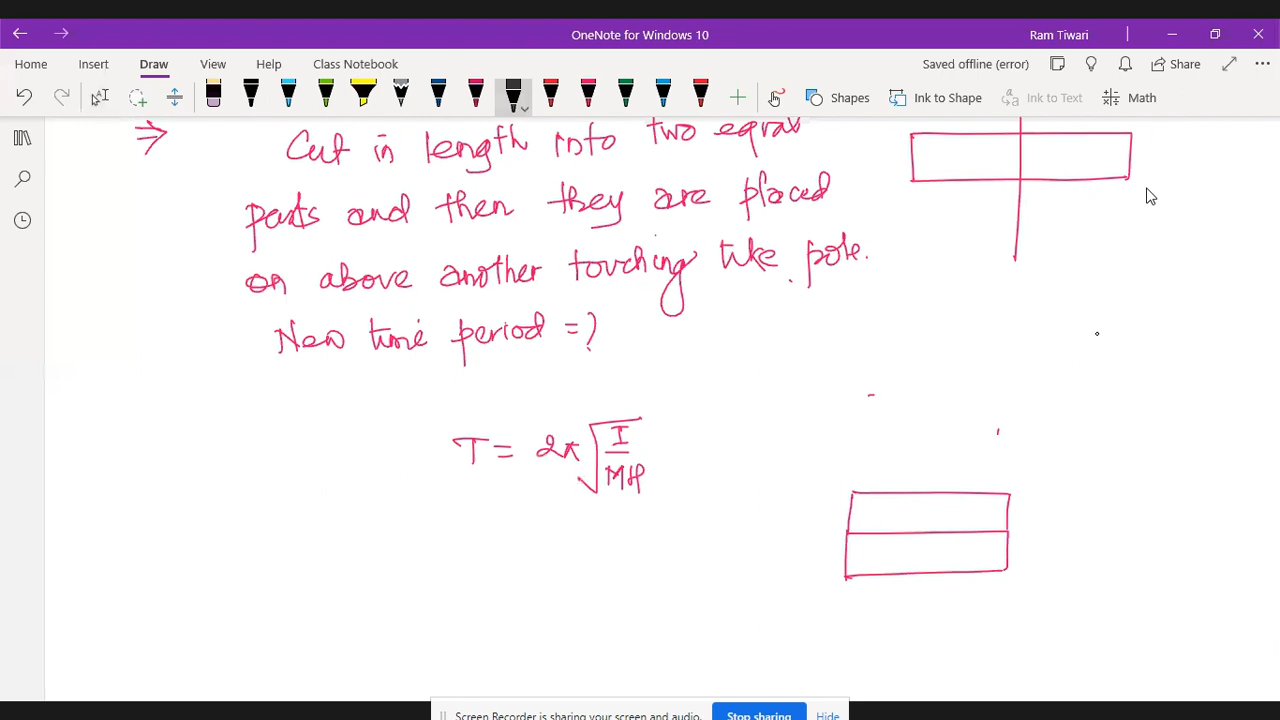 OneNote for Windows 10
Ram Tiwari
Home Insert Draw View Help Class Notebook
Saved offline (error)
Share
Shapes
Ink to Shape
Ink to Text
Math
⇒ Cut in length into two equal
parts and then they are placed
on above another touching like pole.
New time period = ?
T = 2π√(I/MH)
Screen Recorder is sharing your screen and audio.
Stop sharing
Hide